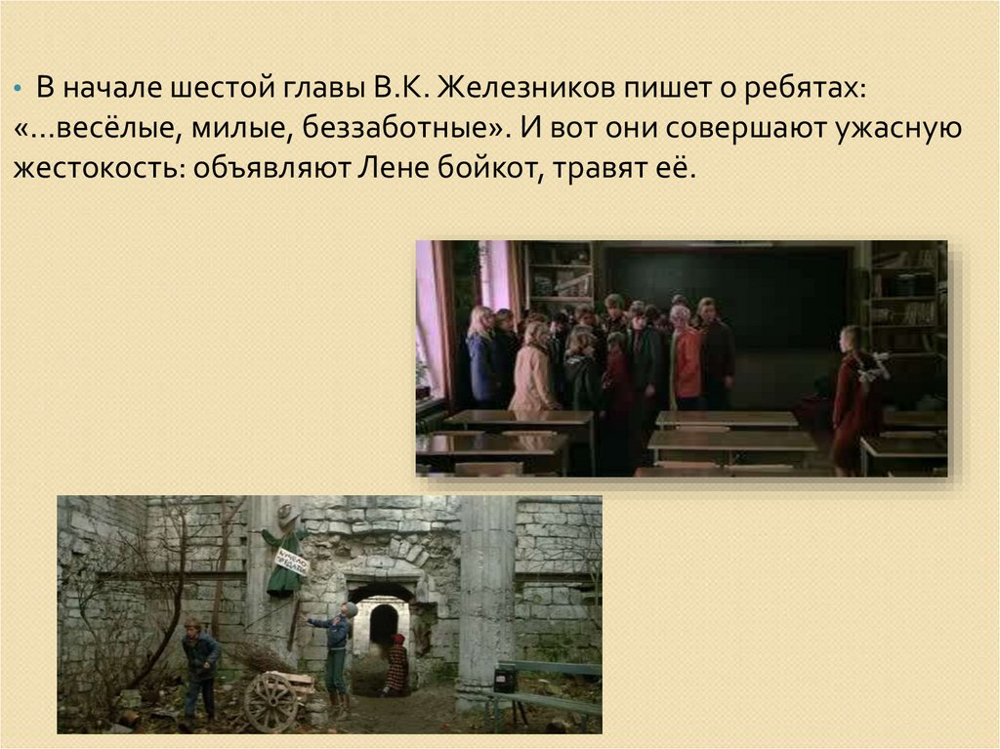 • В начале шестой главы В.К. Железников пишет о ребятах:
«...весёлые, милые, беззаботные». И вот они совершают ужасную
жестокость: объявляют Лене бойкот, травят её.
ЧУЧЕЛО